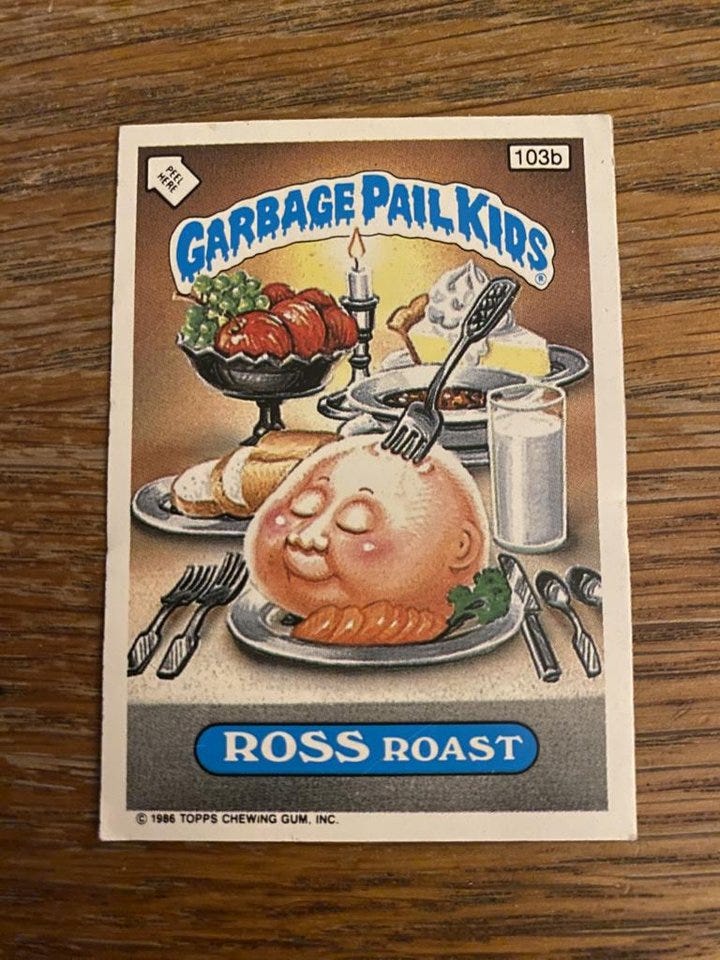 PEEL
HERE
103b
GARBAGE PAIL KIDS
®
ROSS ROAST
© 1986 TOPPS CHEWING GUM, INC.